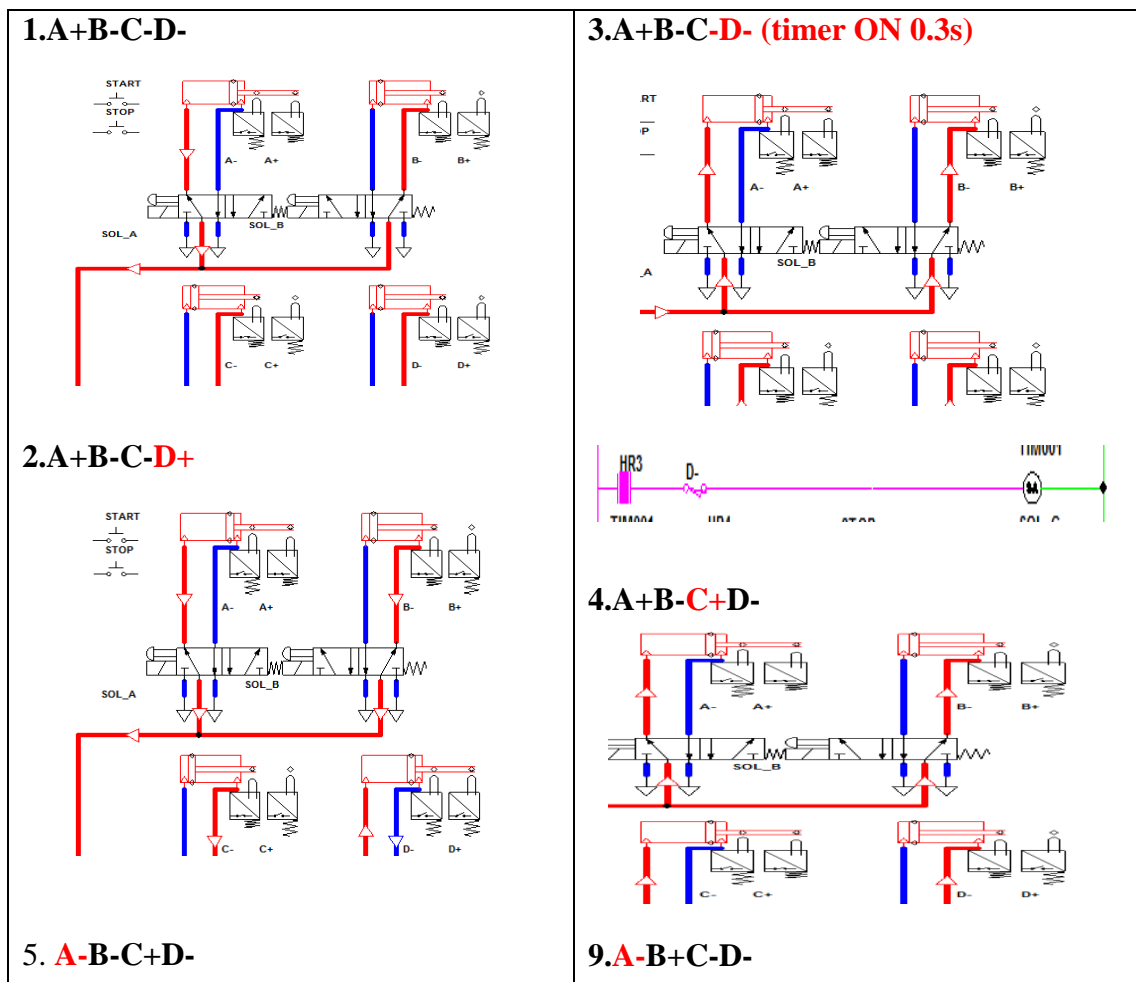 1.A+B-C-D-
START
STOP
A- A+ B- B+
SOL_A SOL_B
C- C+ D- D+
2.A+B-C-D+
START
STOP
A- A+ B- B+
SOL_A SOL_B
C- C+ D- D+
5. A-B-C+D-
3.A+B-C-D- (timer ON 0.3s)
A- A+ B- B+
SOL_B
_A
HR3 D-
4.A+B-C+D-
A- A+ B- B+
SOL_B
C- C+ D- D+
9.A-B+C-D-